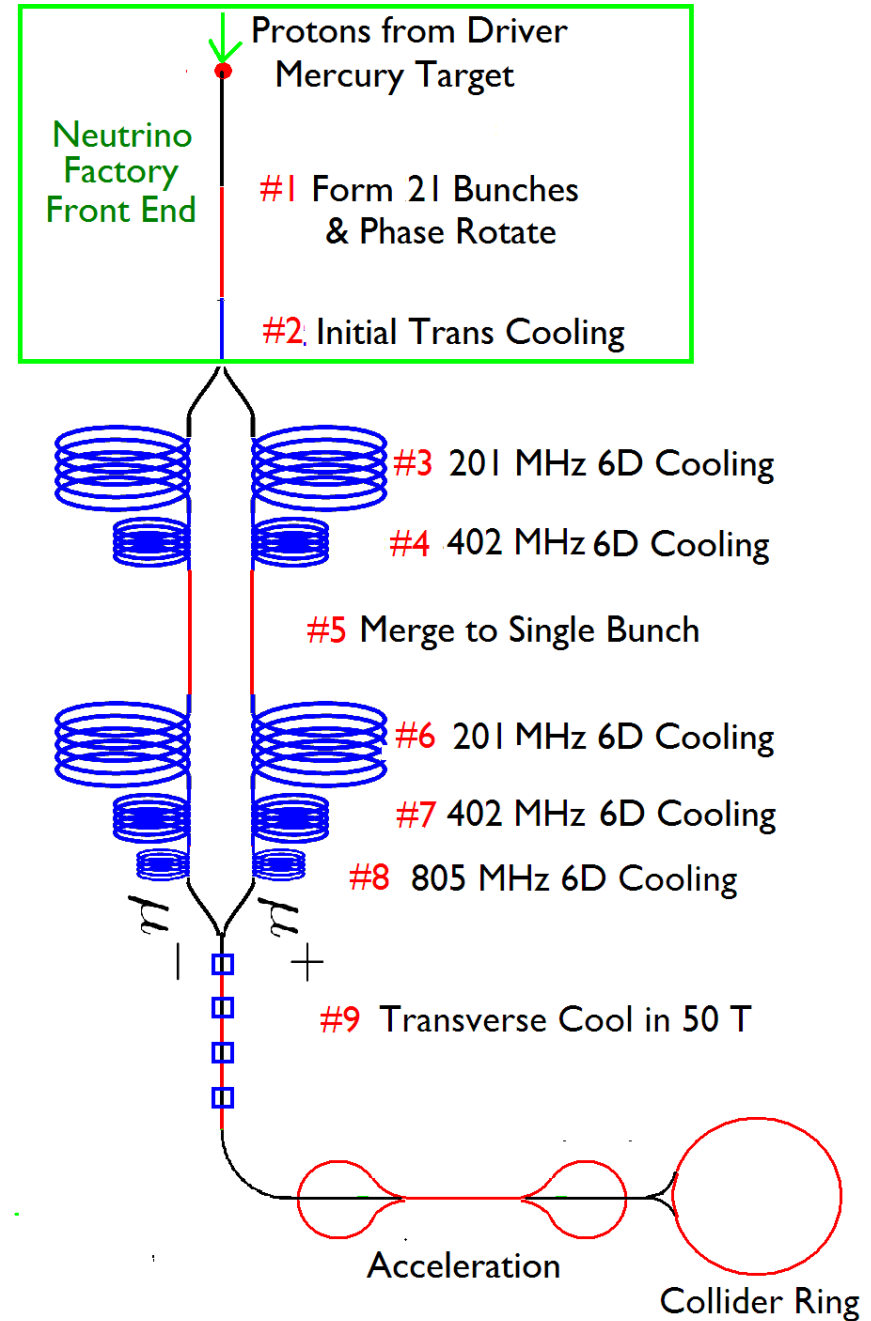 Protons from Driver
Mercury Target
Neutrino
Factory
Front End
#1 Form 21 Bunches
& Phase Rotate
#2 Initial Trans Cooling
#3 201 MHz 6D Cooling
#4 402 MHz 6D Cooling
#5 Merge to Single Bunch
#6 201 MHz 6D Cooling
#7 402 MHz 6D Cooling
#8 805 MHz 6D Cooling
μ− μ+
#9 Transverse Cool in 50 T
Acceleration
Collider Ring